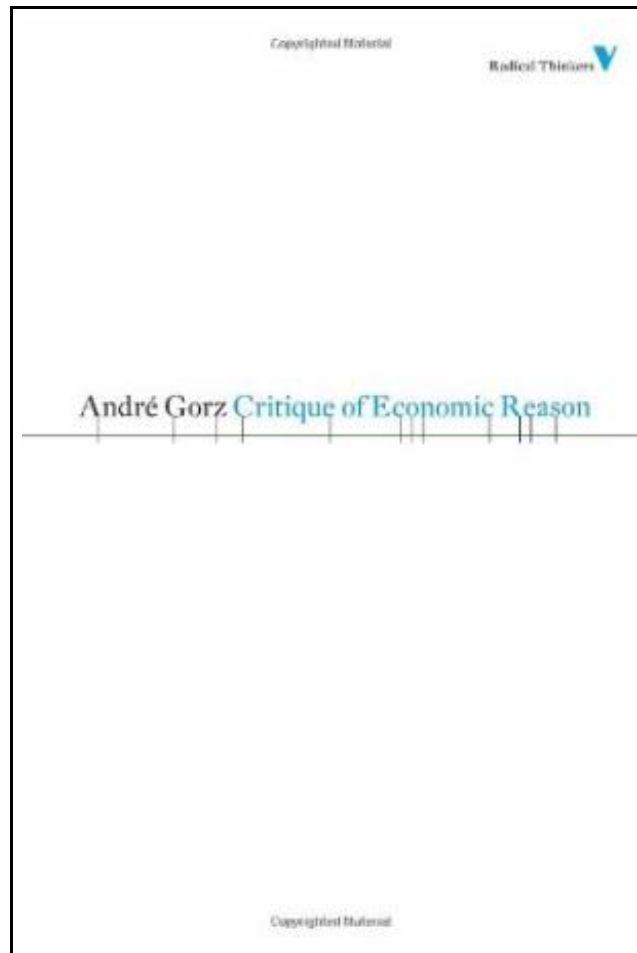 Copyrighted Material
Radical Thinkers
André Gorz Critique of Economic Reason
Copyrighted Material